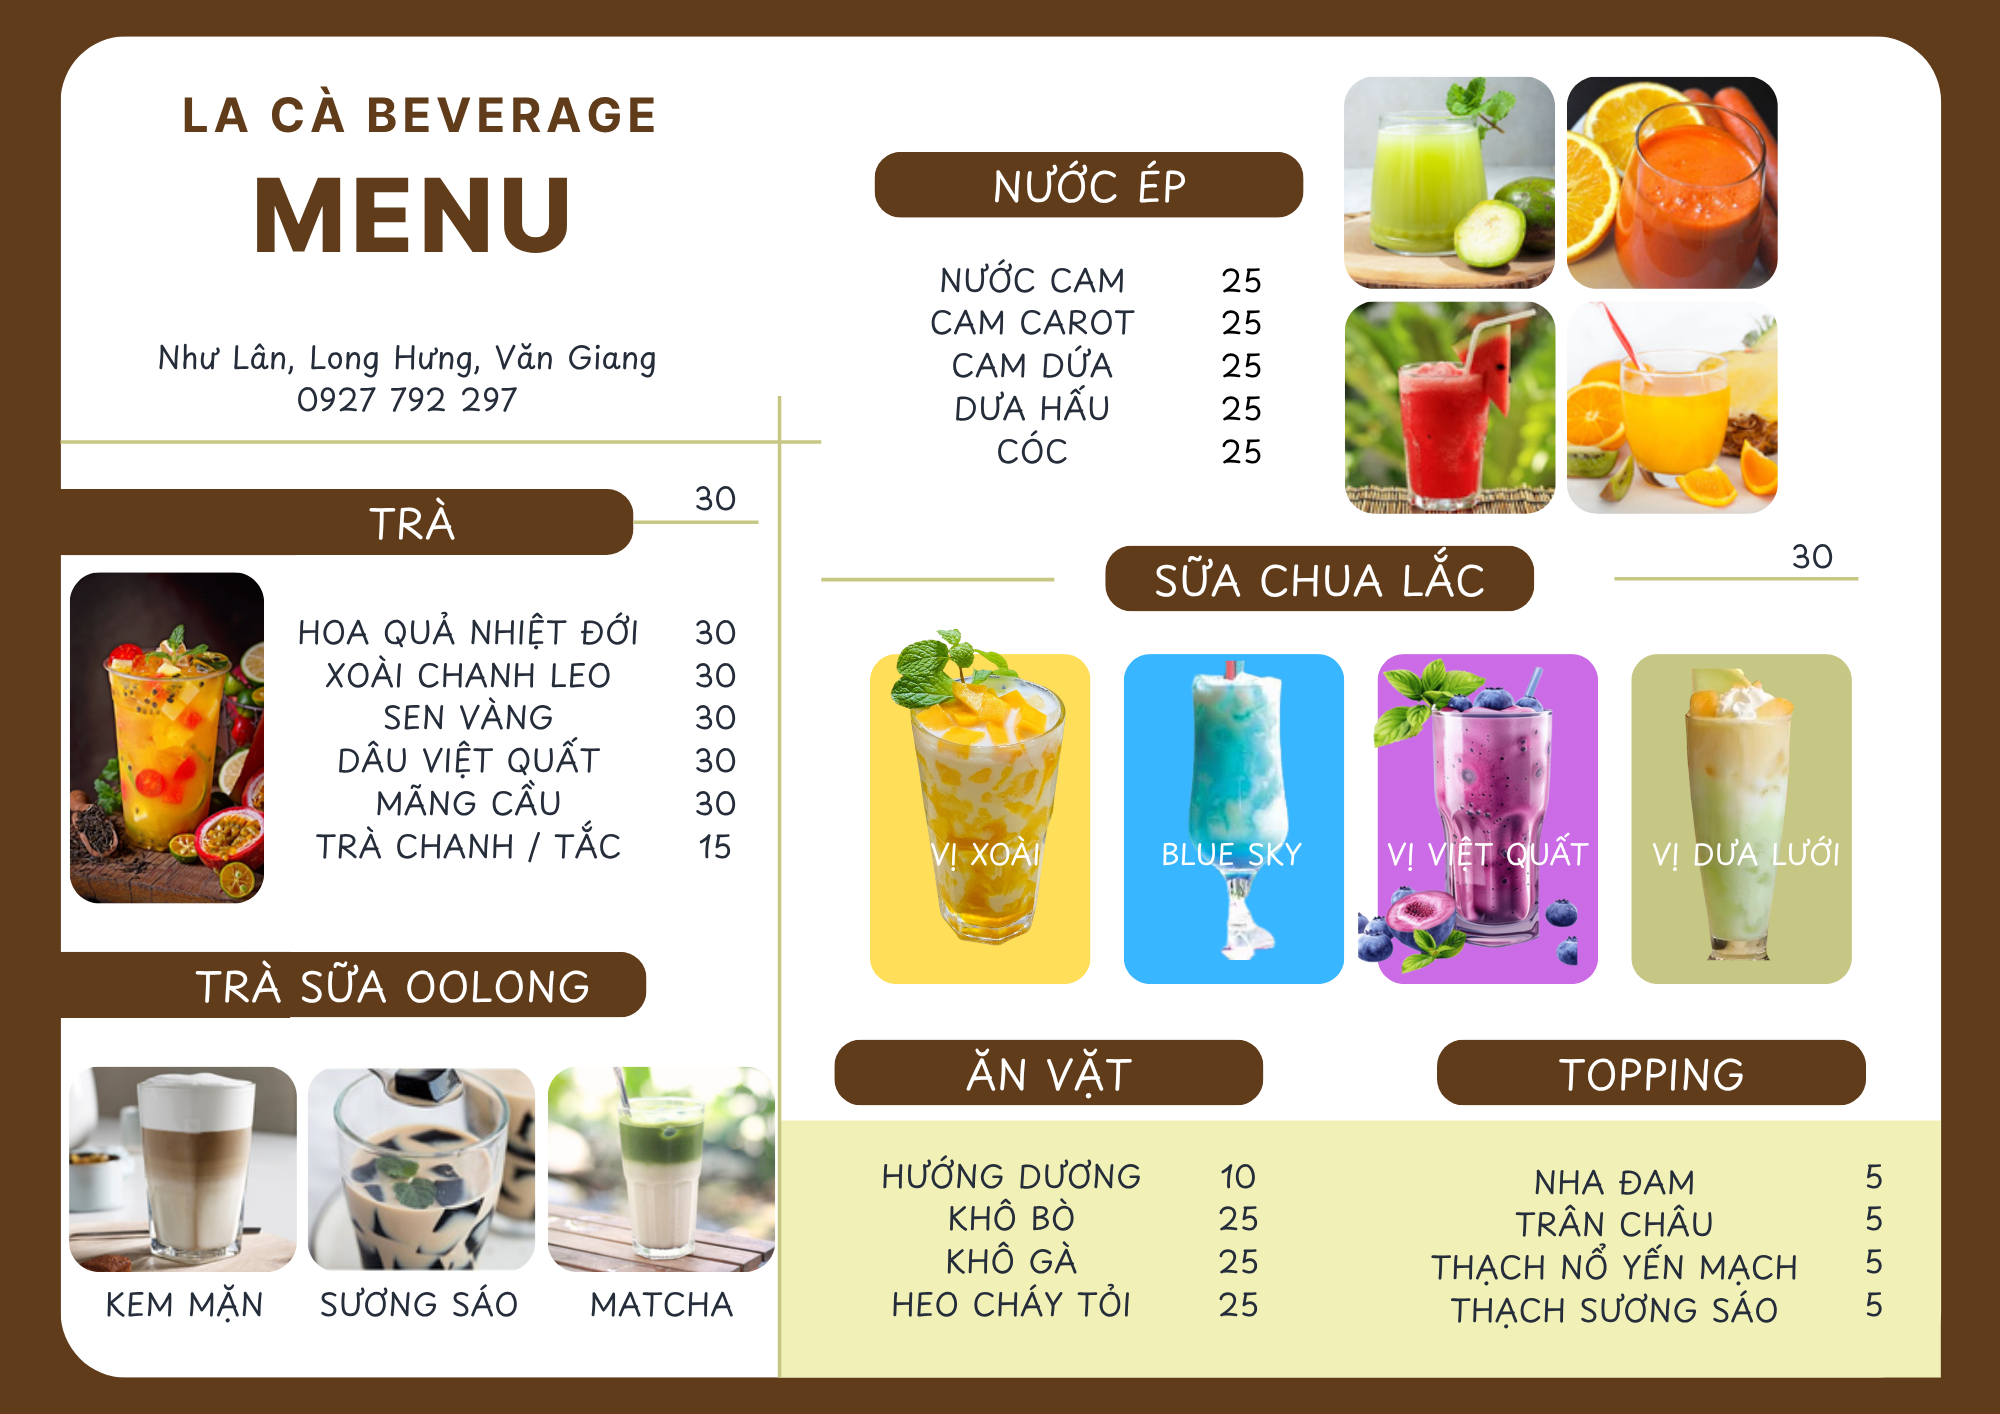 LA CÀ BEVERAGE
MENU
Như Lân, Long Hưng, Văn Giang
0927 792 297
TRÀ 30
HOA QUẢ NHIỆT ĐỚI 30
XOÀI CHANH LEO 30
SEN VÀNG 30
DÂU VIỆT QUẤT 30
MÃNG CẦU 30
TRÀ CHANH / TẮC 15
TRÀ SỮA OOLONG
KEM MẶN SƯƠNG SÁO MATCHA
NƯỚC ÉP
NƯỚC CAM 25
CAM CAROT 25
CAM DỨA 25
DƯA HẤU 25
CÓC 25
SỮA CHUA LẮC 30
VỊ XOÀI BLUE SKY VỊ VIỆT QUẤT VỊ DƯA LƯỚI
ĂN VẶT
HƯỚNG DƯƠNG 10
KHÔ BÒ 25
KHÔ GÀ 25
HEO CHÁY TỎI 25
TOPPING
NHA ĐAM 5
TRÂN CHÂU 5
THẠCH NỔ YẾN MẠCH 5
THẠCH SƯƠNG SÁO 5